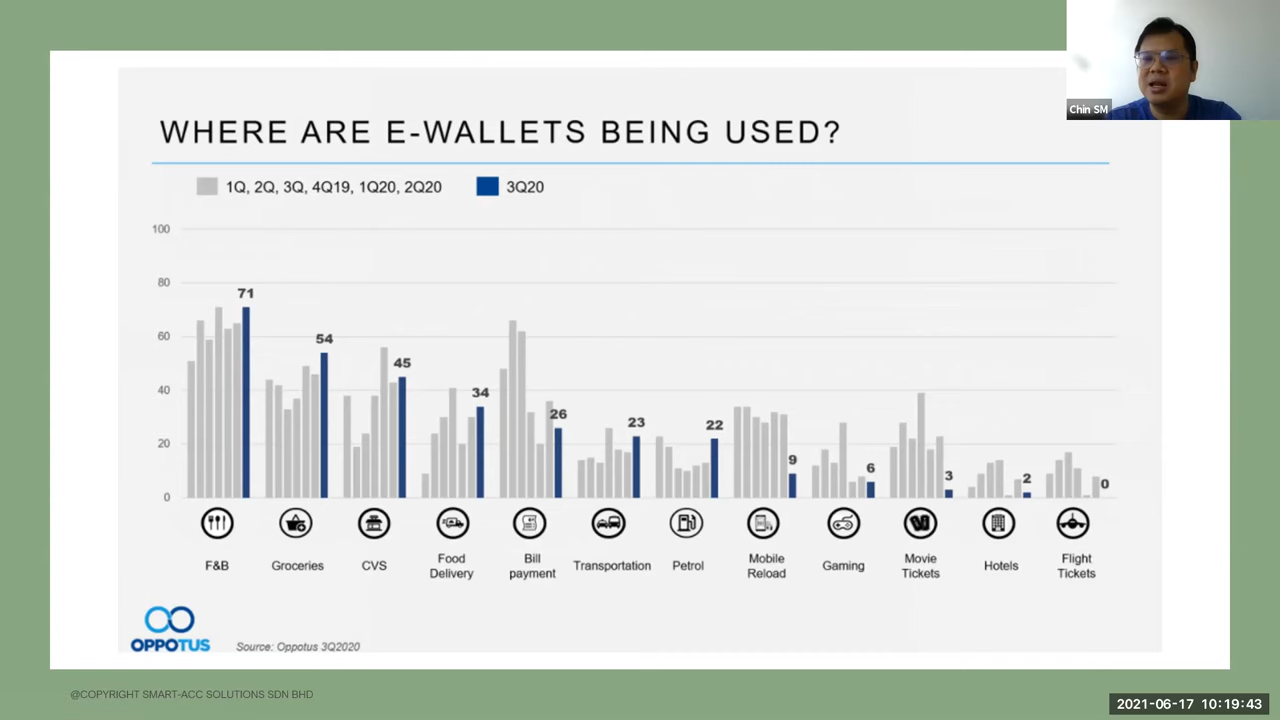 Chin SM
WHERE ARE E-WALLETS BEING USED?
1Q, 2Q, 3Q, 4Q19, 1Q20, 2Q20
3Q20
100
80
60
40
20
0
71
54
45
34
26
23
22
9
6
3
2
0
F&B
Groceries
CVS
Food
Delivery
Bill
payment
Transportation
Petrol
Mobile
Reload
Gaming
Movie
Tickets
Hotels
Flight
Tickets
OPPOTUS
Source: Oppotus 3Q2020
@COPYRIGHT SMART-ACC SOLUTIONS SDN BHD
2021-06-17 10:19:43